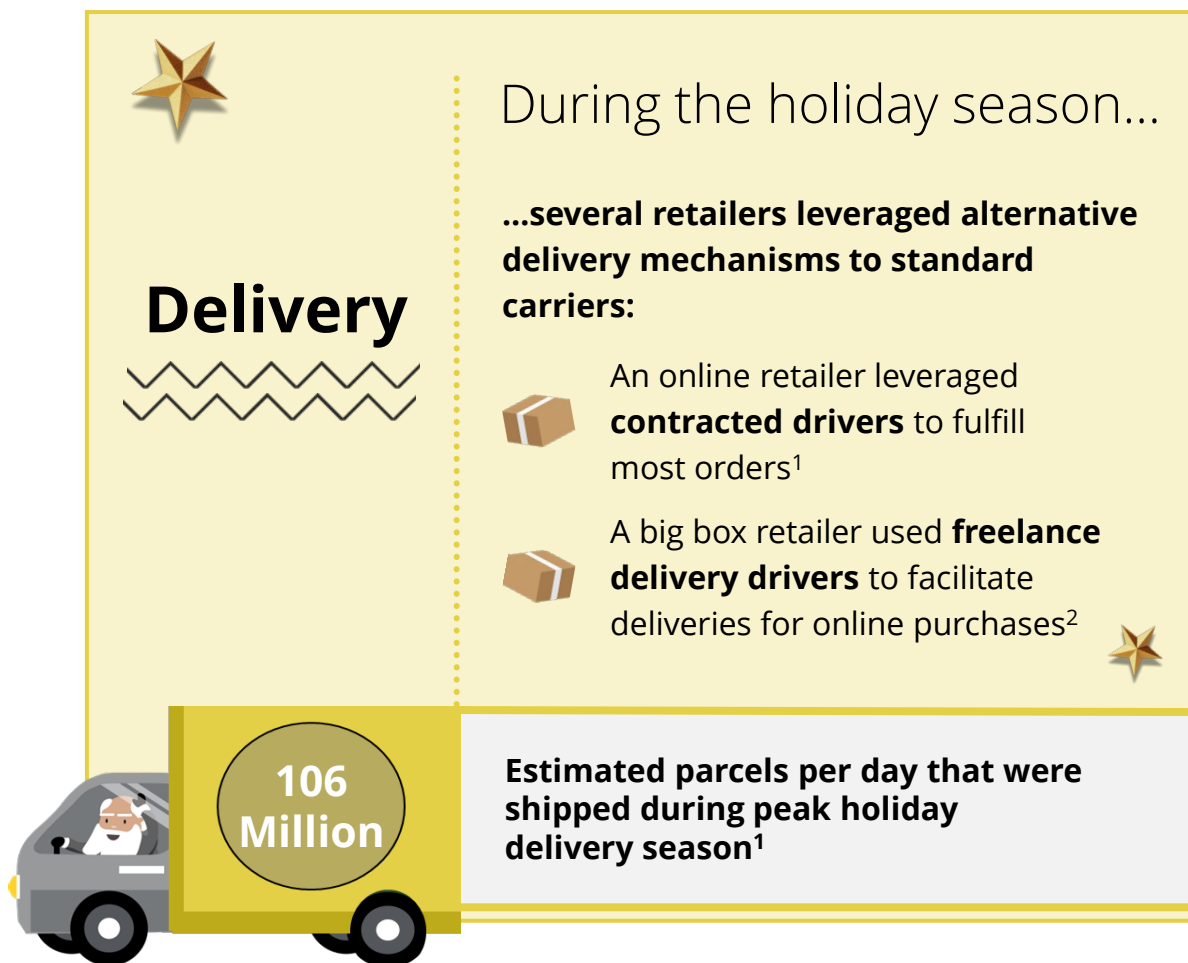 During the holiday season...
...several retailers leveraged alternative
delivery mechanisms to standard
carriers:
Delivery
An online retailer leveraged
contracted drivers to fulfill
most orders¹
A big box retailer used freelance
delivery drivers to facilitate
deliveries for online purchases²
106
Million
Estimated parcels per day that were
shipped during peak holiday
delivery season¹